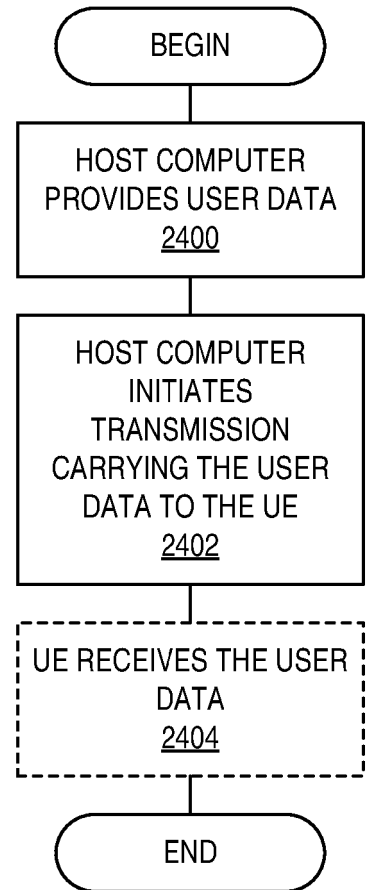 BEGIN
HOST COMPUTER
PROVIDES USER DATA
2400
HOST COMPUTER
INITIATES
TRANSMISSION
CARRYING THE USER
DATA TO THE UE
2402
UE RECEIVES THE USER
DATA
2404
END